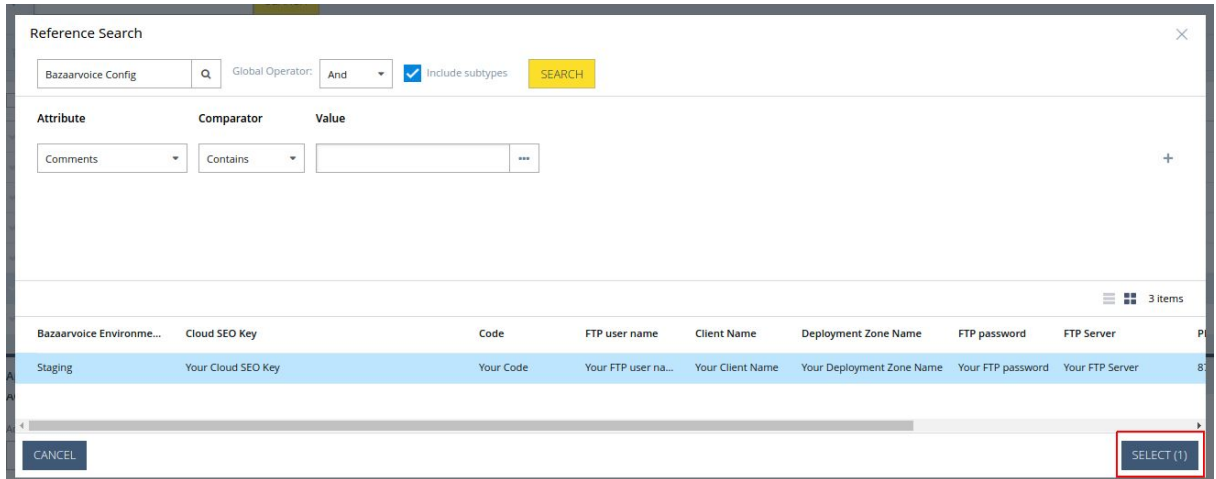 Reference Search
Bazaarvoice Config
Global Operator: And
Include subtypes
SEARCH
Attribute Comparator Value
Comments Contains
3 items
Bazaarvoice Environme... Cloud SEO Key Code FTP user name Client Name Deployment Zone Name FTP password FTP Server
Staging Your Cloud SEO Key Your Code Your FTP user na... Your Client Name Your Deployment Zone Name Your FTP password Your FTP Server
CANCEL SELECT (1)